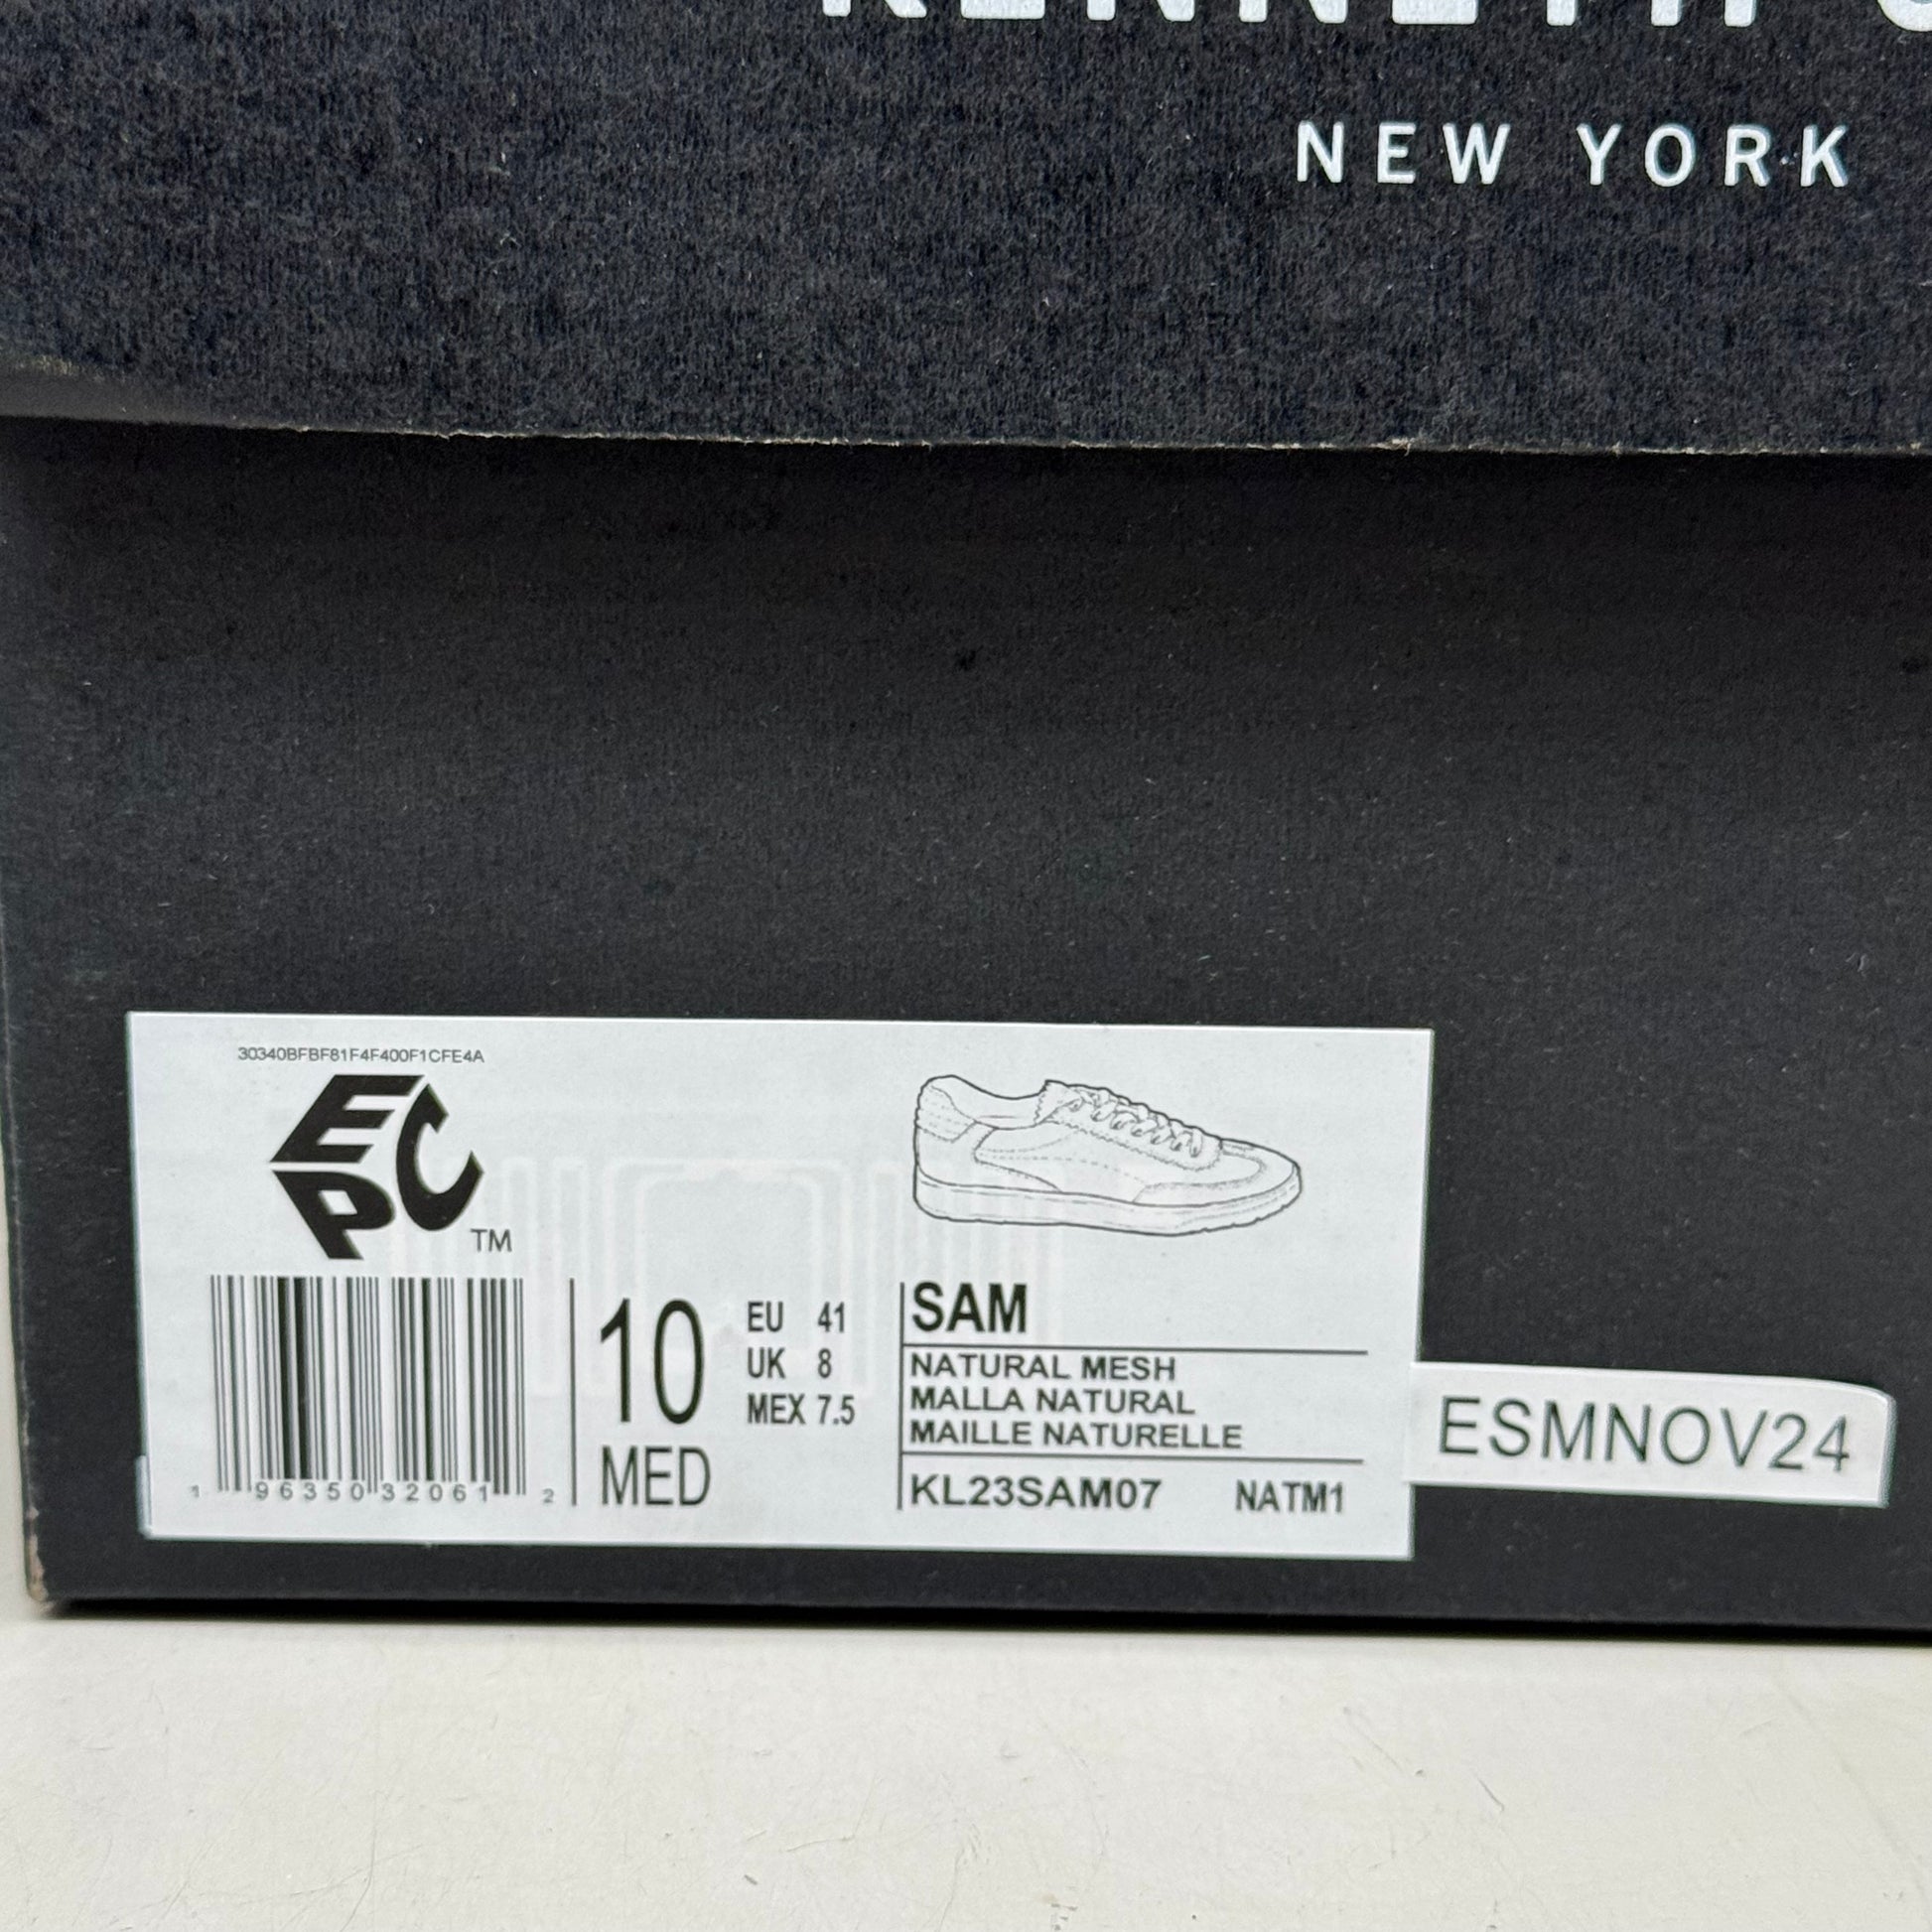 NEW YORK
30340BFBF81F4F400F1CFE4A
EPC
TM
1 96350 32061 2
10
MED
EU 41
UK 8
MEX 7.5
SAM
NATURAL MESH
MALLA NATURAL
MAILLE NATURELLE
KL23SAM07 NATM1
ESMNOV24